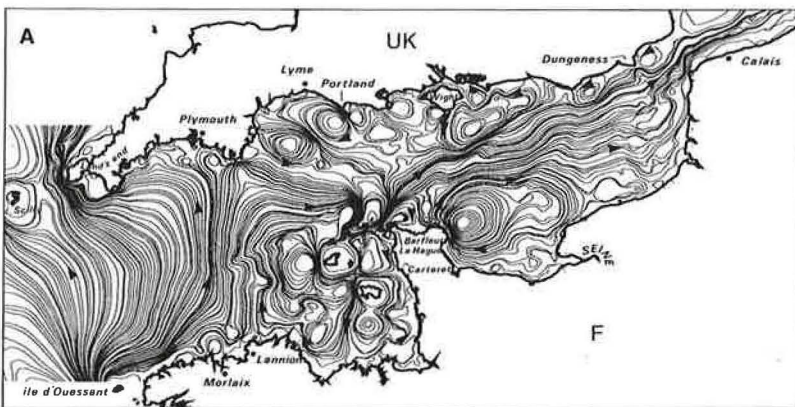 A
UK
Dungeness
Calais
Lyme
Portland
Wight
Plymouth
Barfleur
La Hague
Carteret
SEINE
F
Lannion
Morlaix
ile d'Ouessant